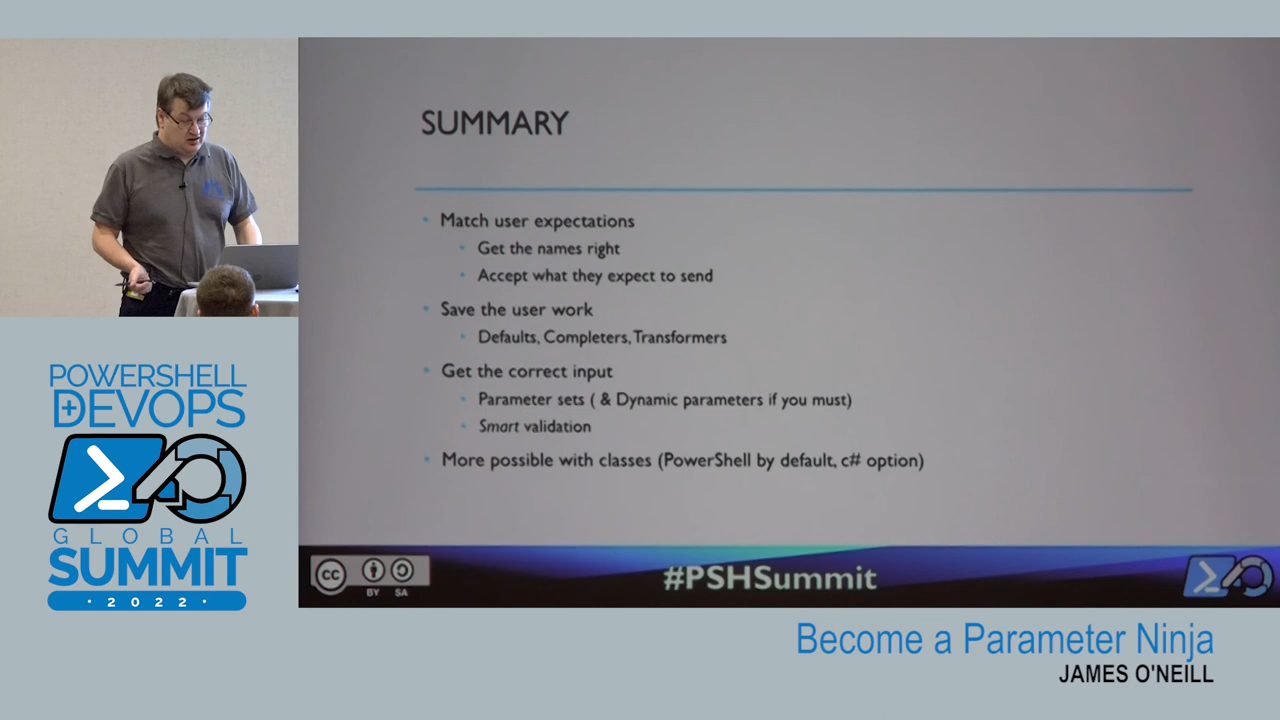 SUMMARY
• Match user expectations
• Get the names right
• Accept what they expect to send
• Save the user work
• Defaults, Completers, Transformers
• Get the correct input
• Parameter sets ( & Dynamic parameters if you must)
• Smart validation
• More possible with classes (PowerShell by default, c# option)
cc
BY SA
#PSHSummit
POWERSHELL
+DEVOPS
GLOBAL
SUMMIT
• 2022 •
Become a Parameter Ninja
JAMES O'NEILL